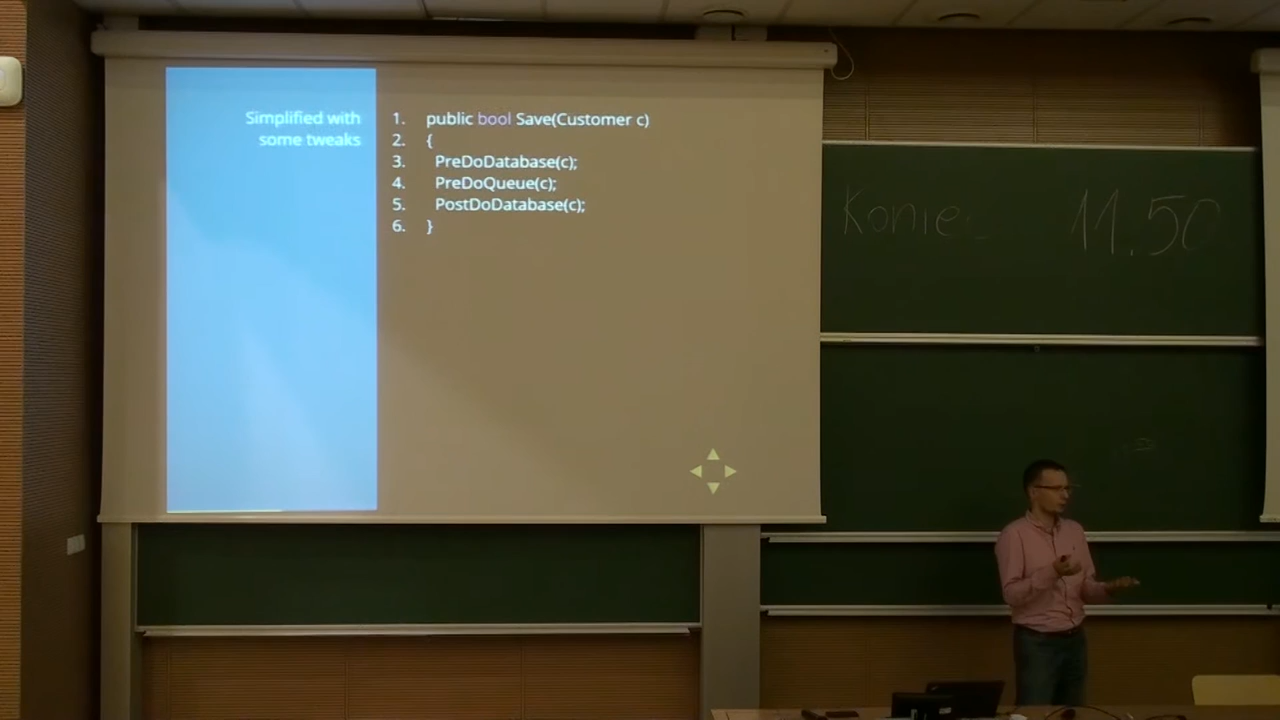 Simplified with
some tweaks
1. public bool Save(Customer c)
2. {
3. PreDoDatabase(c);
4. PreDoQueue(c);
5. PostDoDatabase(c);
6. }
11.50